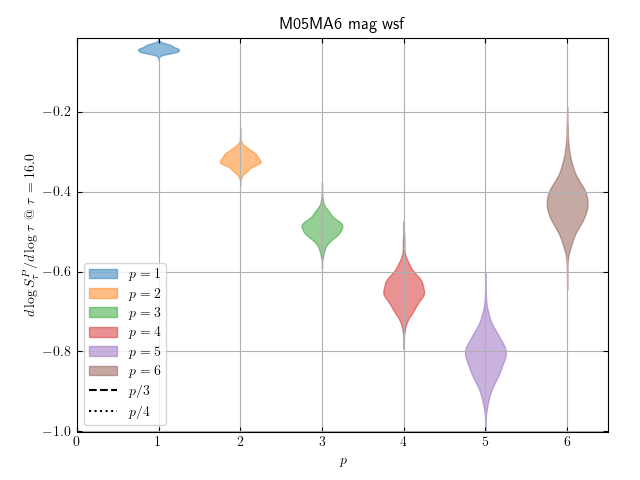 M05MA6 mag wsf
d log S_τ^P / d log τ @ τ = 16.0
−0.2
−0.4
−0.6
−0.8
−1.0
p = 1
p = 2
p = 3
p = 4
p = 5
p = 6
p/3
p/4
0 1 2 3 4 5 6
p